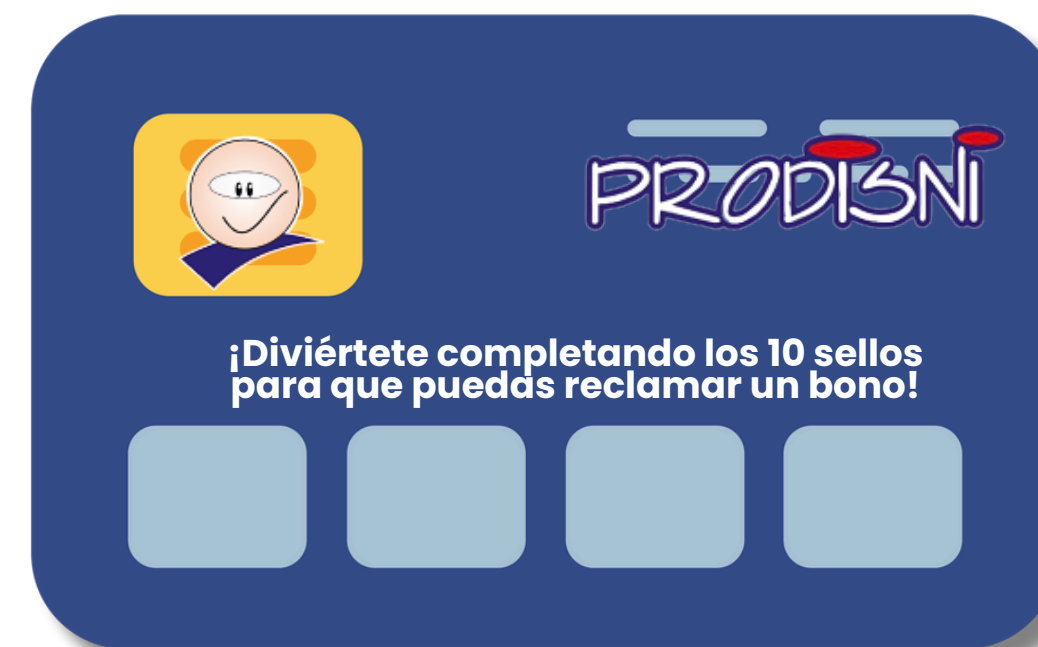 PRODISNI
¡Diviértete completando los 10 sellos
para que puedas reclamar un bono!